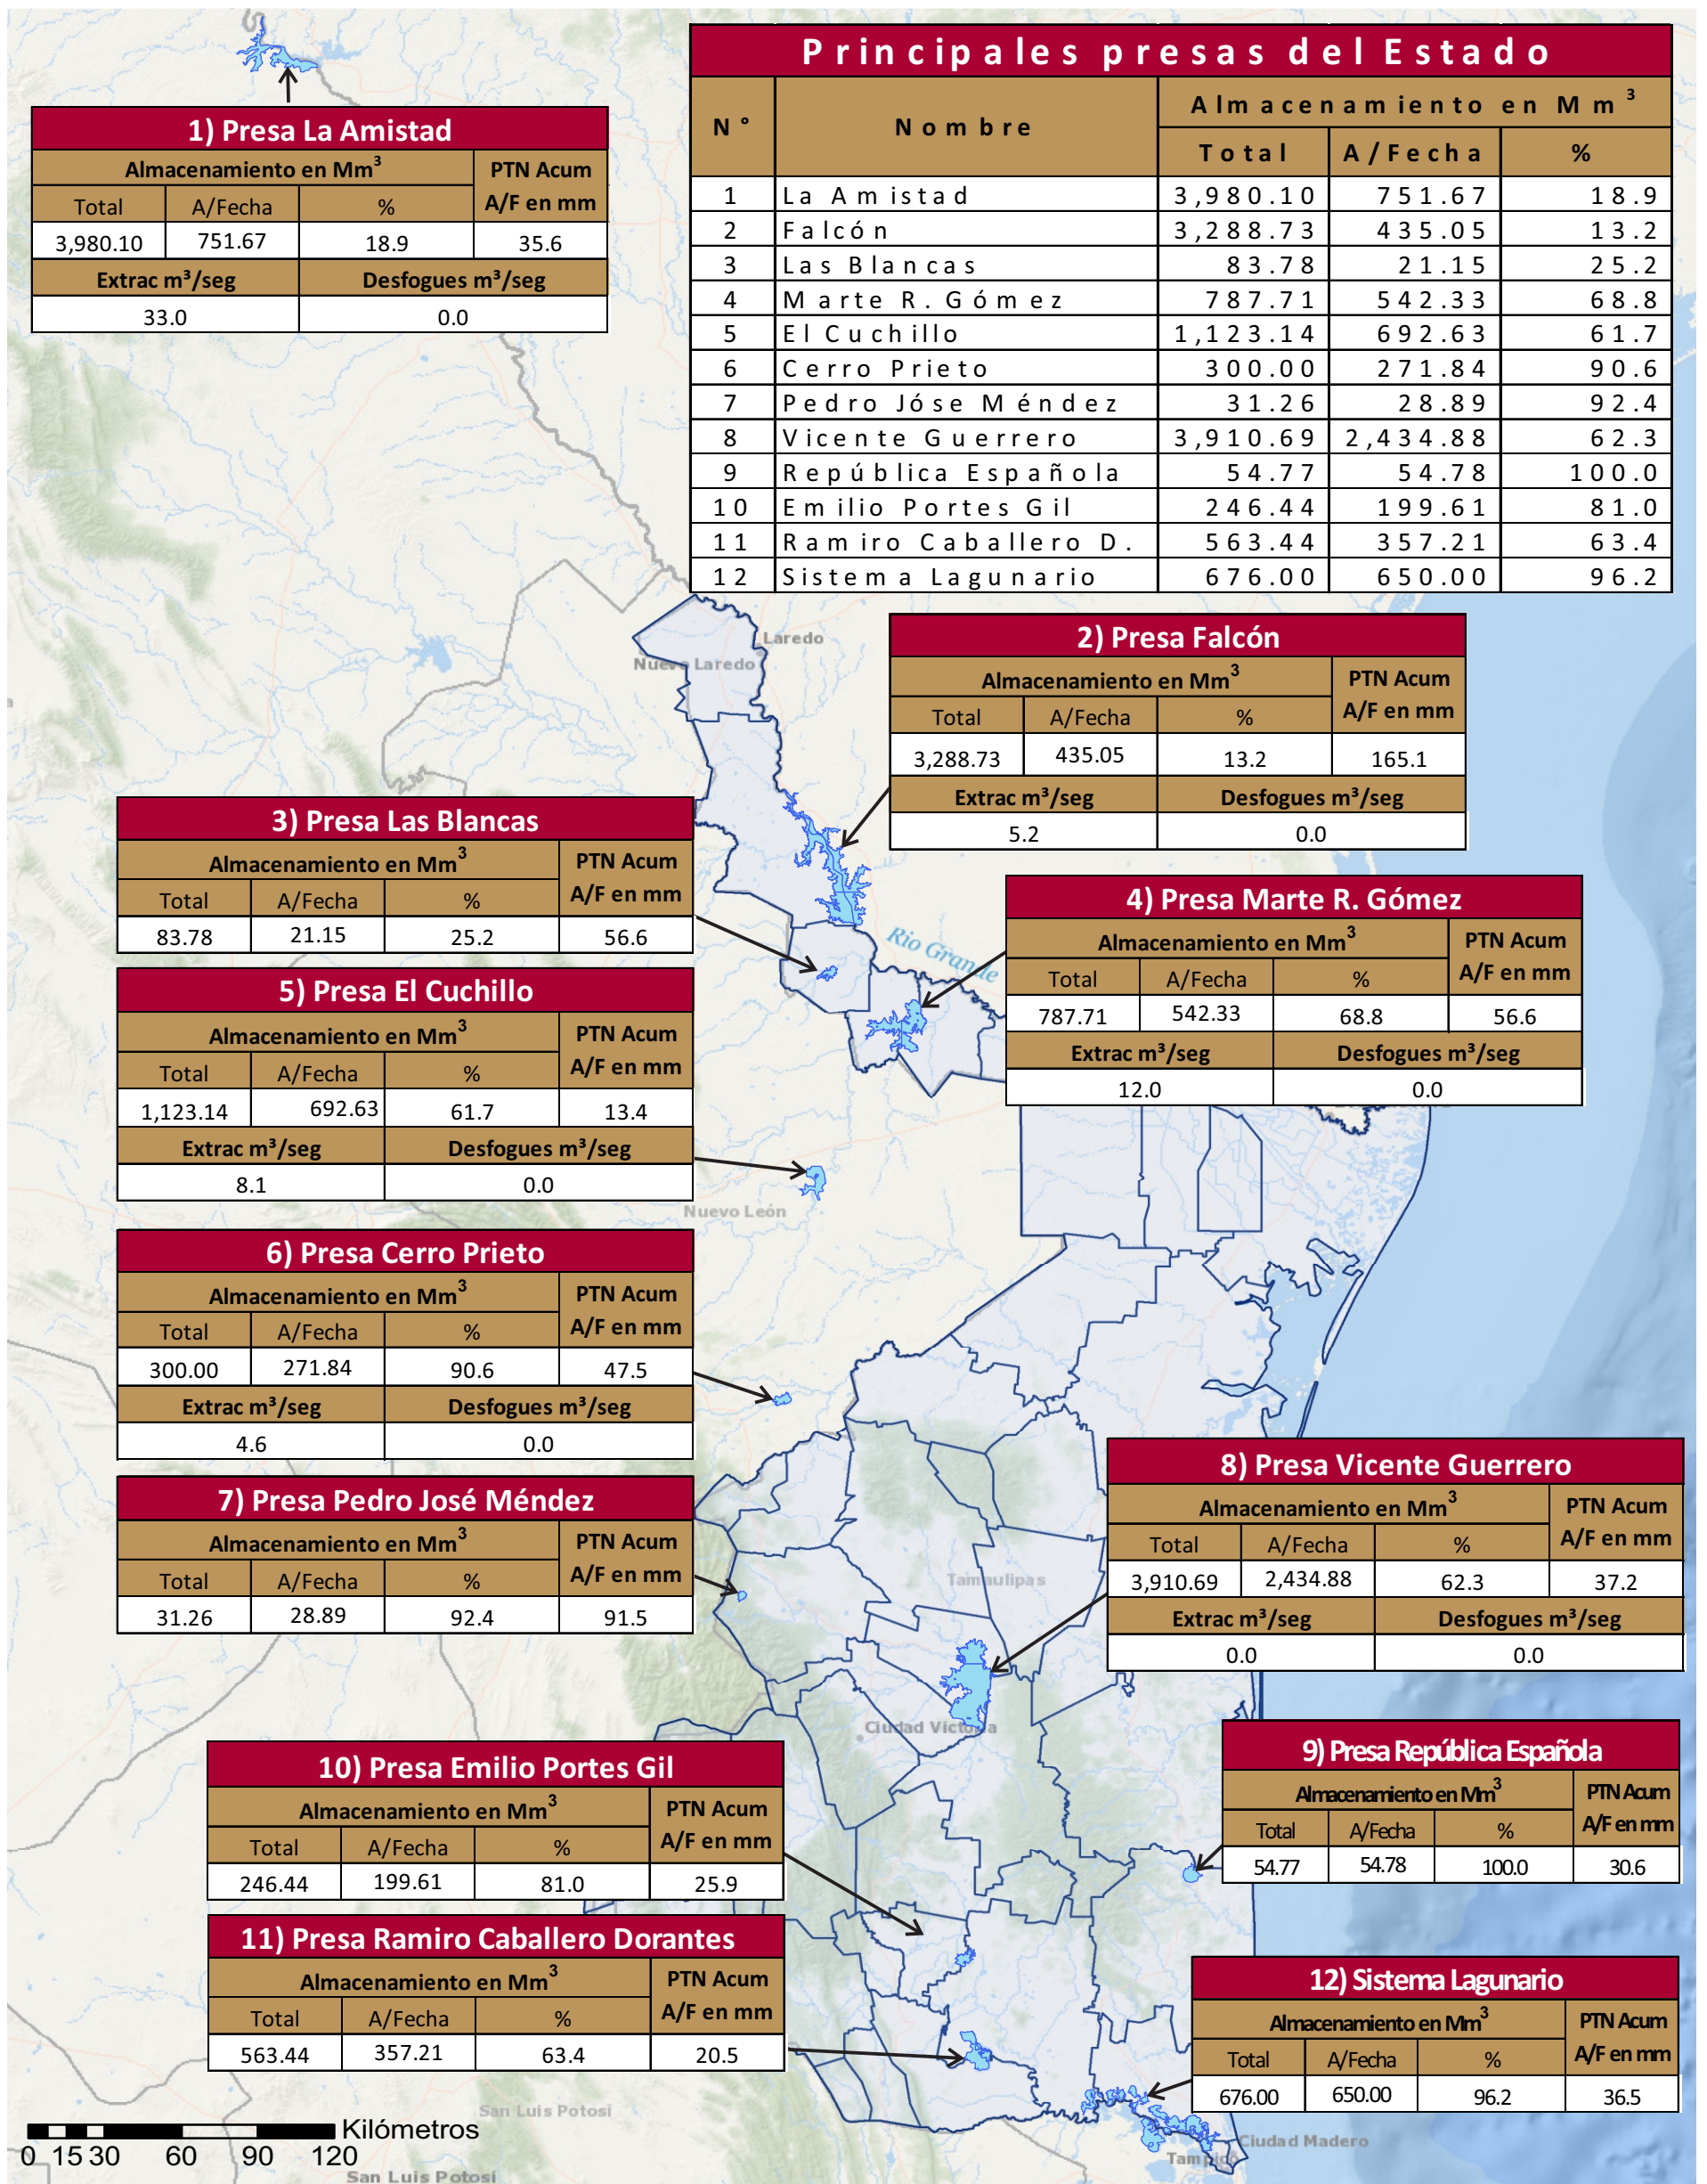 Principales presas del Estado
N° Nombre Almacenamiento en Mm³
Total A/Fecha %
1 La Amistad 3,980.10 751.67 18.9
2 Falcón 3,288.73 435.05 13.2
3 Las Blancas 83.78 21.15 25.2
4 Marte R. Gómez 787.71 542.33 68.8
5 El Cuchillo 1,123.14 692.63 61.7
6 Cerro Prieto 300.00 271.84 90.6
7 Pedro Jóse Méndez 31.26 28.89 92.4
8 Vicente Guerrero 3,910.69 2,434.88 62.3
9 República Española 54.77 54.78 100.0
10 Emilio Portes Gil 246.44 199.61 81.0
11 Ramiro Caballero D. 563.44 357.21 63.4
12 Sistema Lagunario 676.00 650.00 96.2
1) Presa La Amistad
Almacenamiento en Mm³ PTN Acum
Total A/Fecha % A/F en mm
3,980.10 751.67 18.9 35.6
Extrac m³/seg Desfogues m³/seg
33.0 0.0
Laredo
Nuevo Laredo
2) Presa Falcón
Almacenamiento en Mm³ PTN Acum
Total A/Fecha % A/F en mm
3,288.73 435.05 13.2 165.1
Extrac m³/seg Desfogues m³/seg
5.2 0.0
3) Presa Las Blancas
Almacenamiento en Mm³ PTN Acum
Total A/Fecha % A/F en mm
83.78 21.15 25.2 56.6
Rio Grande
4) Presa Marte R. Gómez
Almacenamiento en Mm³ PTN Acum
Total A/Fecha % A/F en mm
787.71 542.33 68.8 56.6
Extrac m³/seg Desfogues m³/seg
12.0 0.0
5) Presa El Cuchillo
Almacenamiento en Mm³ PTN Acum
Total A/Fecha % A/F en mm
1,123.14 692.63 61.7 13.4
Extrac m³/seg Desfogues m³/seg
8.1 0.0
Nuevo León
6) Presa Cerro Prieto
Almacenamiento en Mm³ PTN Acum
Total A/Fecha % A/F en mm
300.00 271.84 90.6 47.5
Extrac m³/seg Desfogues m³/seg
4.6 0.0
7) Presa Pedro José Méndez
Almacenamiento en Mm³ PTN Acum
Total A/Fecha % A/F en mm
31.26 28.89 92.4 91.5
Tamaulipas
8) Presa Vicente Guerrero
Almacenamiento en Mm³ PTN Acum
Total A/Fecha % A/F en mm
3,910.69 2,434.88 62.3 37.2
Extrac m³/seg Desfogues m³/seg
0.0 0.0
Ciudad Victoria
9) Presa República Española
Almacenamiento en Mm³ PTN Acum
Total A/Fecha % A/F en mm
54.77 54.78 100.0 30.6
10) Presa Emilio Portes Gil
Almacenamiento en Mm³ PTN Acum
Total A/Fecha % A/F en mm
246.44 199.61 81.0 25.9
11) Presa Ramiro Caballero Dorantes
Almacenamiento en Mm³ PTN Acum
Total A/Fecha % A/F en mm
563.44 357.21 63.4 20.5
12) Sistema Lagunario
Almacenamiento en Mm³ PTN Acum
Total A/Fecha % A/F en mm
676.00 650.00 96.2 36.5
San Luis Potosí
Ciudad Madero
Tampico
Kilómetros
0 15 30 60 90 120
San Luis Potosí